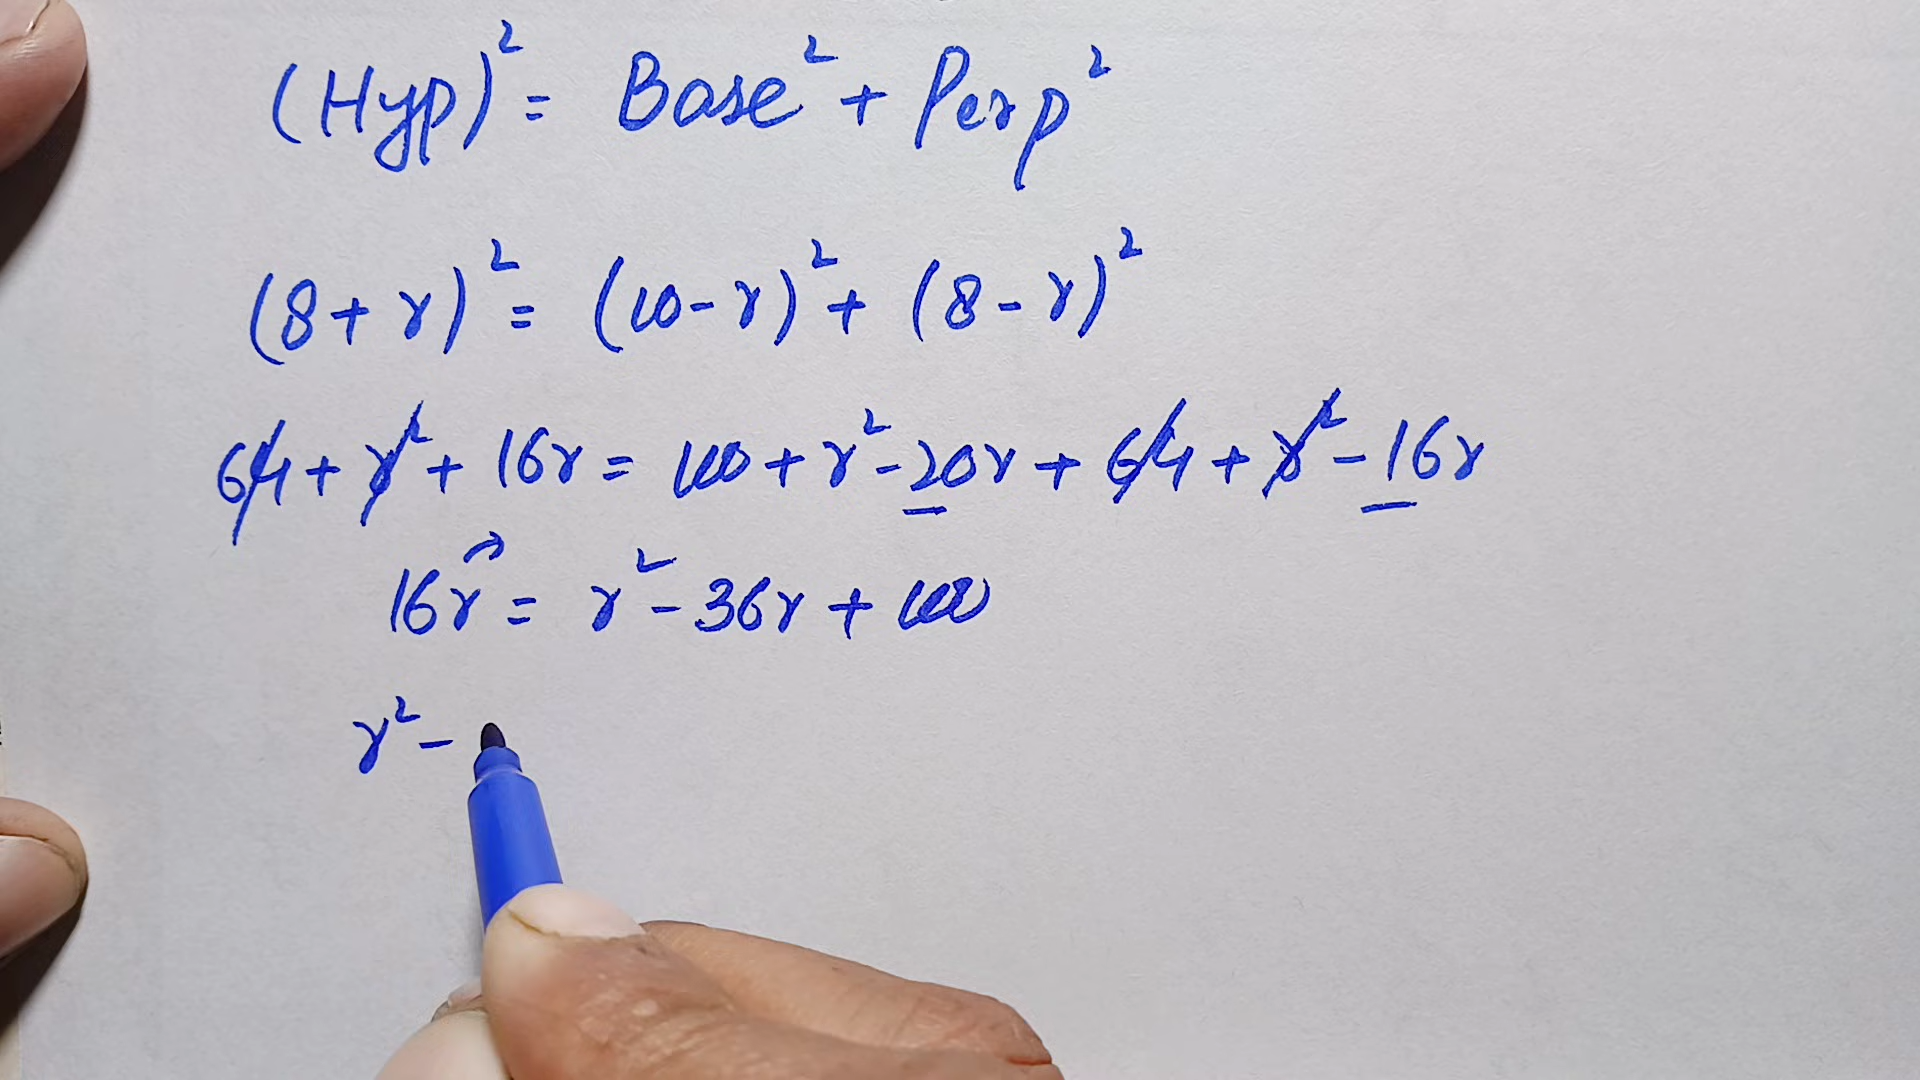 (Hyp)² = Base² + Perp²
(8 + r)² = (10 - r)² + (8 - r)²
64 + r² + 16r = 100 + r² - 20r + 64 + r² - 16r
16r = r² - 36r + 100
r² -